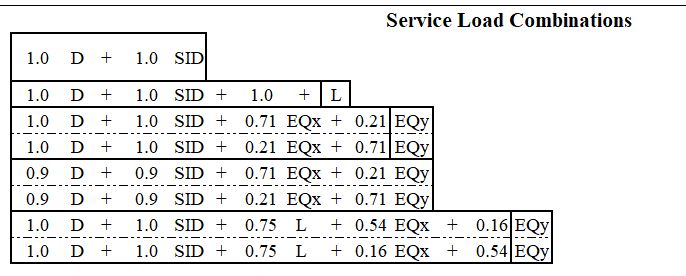 Service Load Combinations
1.0 D + 1.0 SID
1.0 D + 1.0 SID + 1.0 + L
1.0 D + 1.0 SID + 0.71 EQx + 0.21 EQy
1.0 D + 1.0 SID + 0.21 EQx + 0.71 EQy
0.9 D + 0.9 SID + 0.71 EQx + 0.21 EQy
0.9 D + 0.9 SID + 0.21 EQx + 0.71 EQy
1.0 D + 1.0 SID + 0.75 L + 0.54 EQx + 0.16 EQy
1.0 D + 1.0 SID + 0.75 L + 0.16 EQx + 0.54 EQy